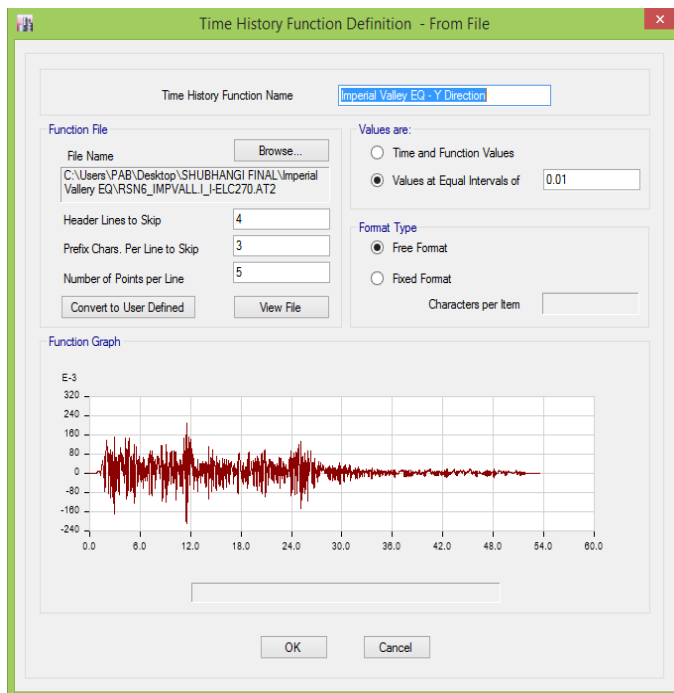 Time History Function Definition - From File
Time History Function Name
Imperial Valley EQ - Y Direction
Function File
File Name
Browse...
C:\Users\PAB\Desktop\SHUBHANGI FINAL\Imperial
Vallery EQ\RSN6_IMPVALL.I_I-ELC270.AT2
Header Lines to Skip
4
Prefix Chars. Per Line to Skip
3
Number of Points per Line
5
Convert to User Defined
View File
Values are:
Time and Function Values
Values at Equal Intervals of
0.01
Format Type
Free Format
Fixed Format
Characters per Item
Function Graph
E-3
320
240
160
80
0
-80
-160
-240
0.0 6.0 12.0 18.0 24.0 30.0 36.0 42.0 48.0 54.0 60.0
OK
Cancel